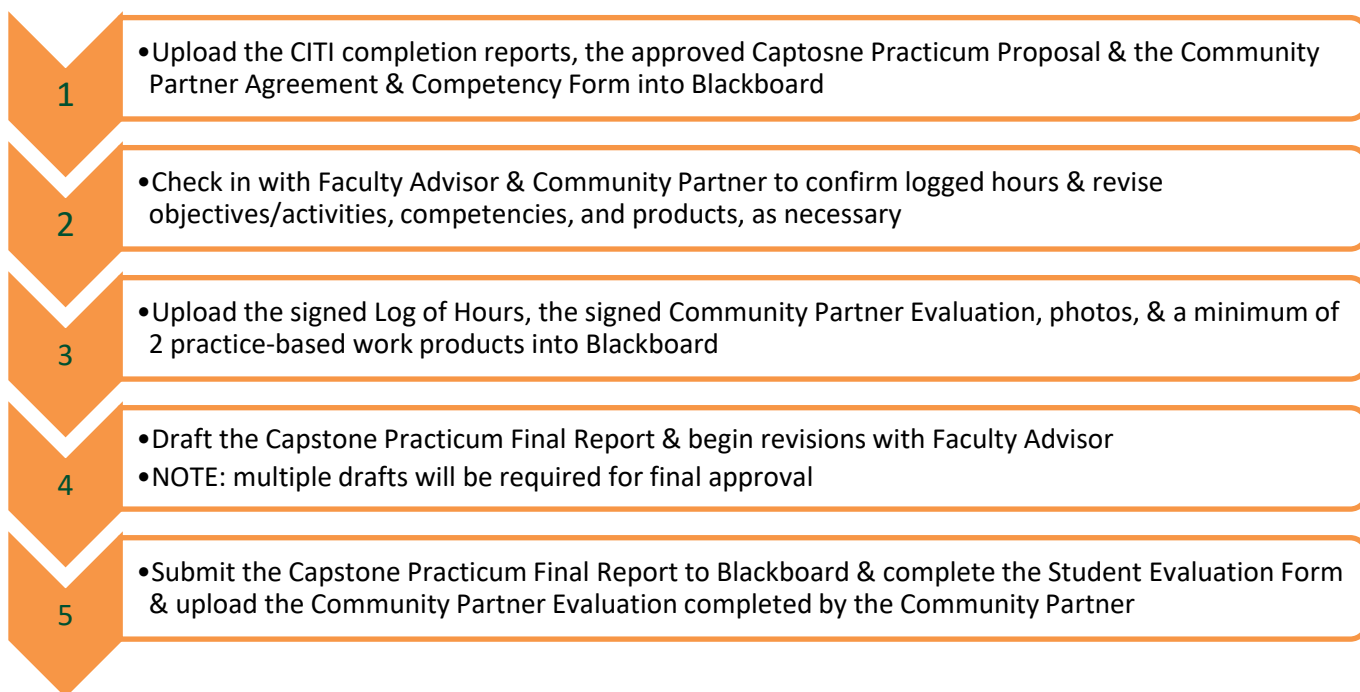 1
•Upload the CITI completion reports, the approved Captosne Practicum Proposal & the Community
Partner Agreement & Competency Form into Blackboard
2
•Check in with Faculty Advisor & Community Partner to confirm logged hours & revise
objectives/activities, competencies, and products, as necessary
3
•Upload the signed Log of Hours, the signed Community Partner Evaluation, photos, & a minimum of
2 practice-based work products into Blackboard
4
•Draft the Capstone Practicum Final Report & begin revisions with Faculty Advisor
•NOTE: multiple drafts will be required for final approval
5
•Submit the Capstone Practicum Final Report to Blackboard & complete the Student Evaluation Form
& upload the Community Partner Evaluation completed by the Community Partner